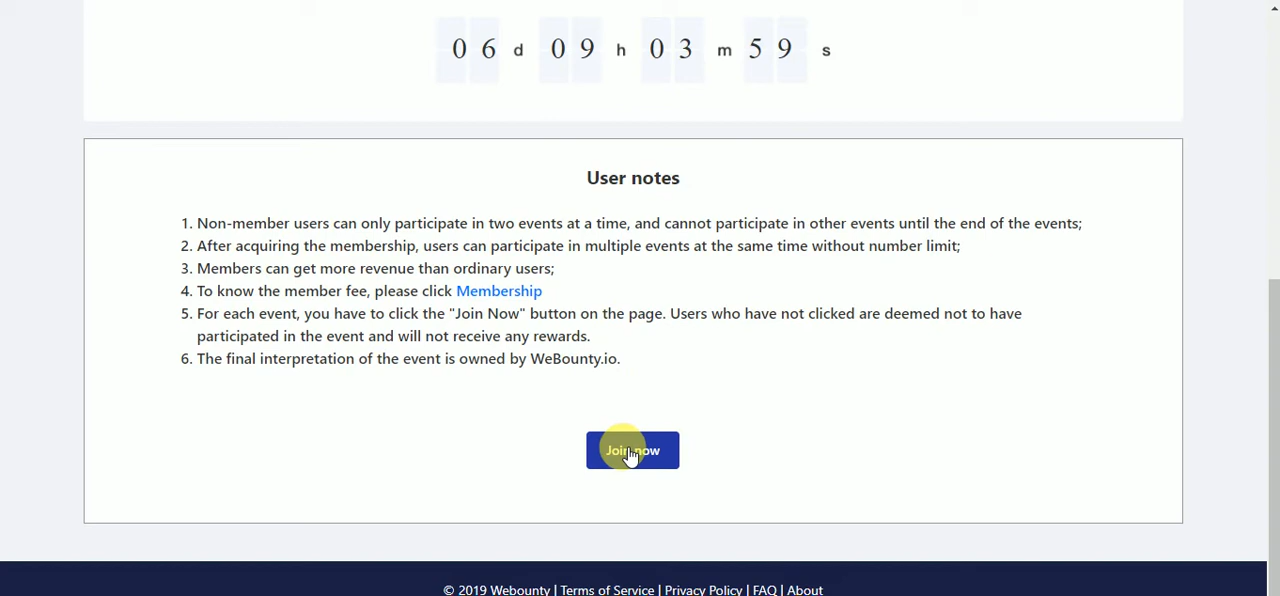 06 d 09 h 03 m 59 s
User notes
1. Non-member users can only participate in two events at a time, and cannot participate in other events until the end of the events;
2. After acquiring the membership, users can participate in multiple events at the same time without number limit;
3. Members can get more revenue than ordinary users;
4. To know the member fee, please click Membership
5. For each event, you have to click the "Join Now" button on the page. Users who have not clicked are deemed not to have
participated in the event and will not receive any rewards.
6. The final interpretation of the event is owned by WeBounty.io.
Join now
© 2019 Webounty | Terms of Service | Privacy Policy | FAQ | About